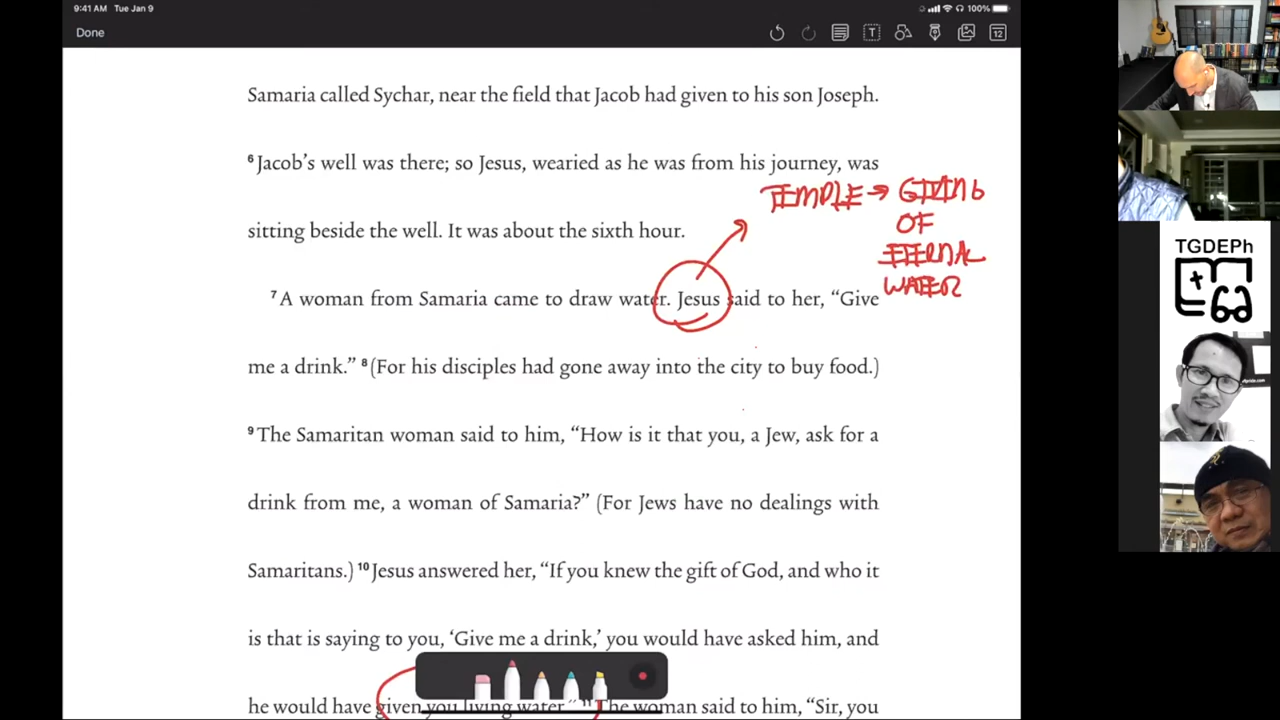 9:41 AM Tue Jan 9
100%
Done
12
Samaria called Sychar, near the field that Jacob had given to his son Joseph.
6 Jacob’s well was there; so Jesus, wearied as he was from his journey, was
TEMPLE → GIVING
OF
ETERNAL
WATER
sitting beside the well. It was about the sixth hour.
7 A woman from Samaria came to draw water. Jesus said to her, “Give
me a drink.” 8 (For his disciples had gone away into the city to buy food.)
9 The Samaritan woman said to him, “How is it that you, a Jew, ask for a
drink from me, a woman of Samaria?” (For Jews have no dealings with
Samaritans.) 10 Jesus answered her, “If you knew the gift of God, and who it
is that is saying to you, ‘Give me a drink,’ you would have asked him, and
he would have given you living water.” 11 The woman said to him, “Sir, you
TGDEPh